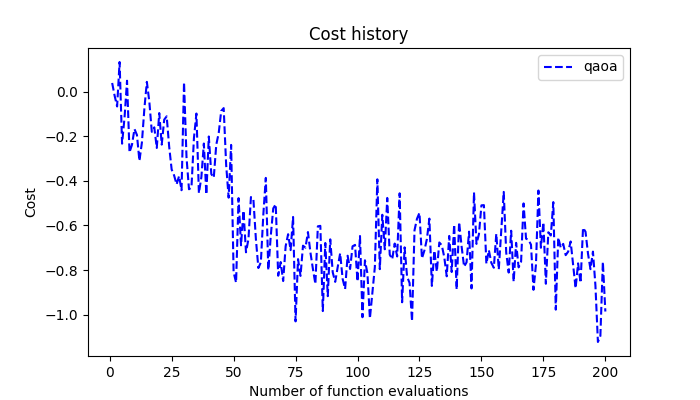 Cost history
qaoa
Cost
0.0
−0.2
−0.4
−0.6
−0.8
−1.0
0 25 50 75 100 125 150 175 200
Number of function evaluations